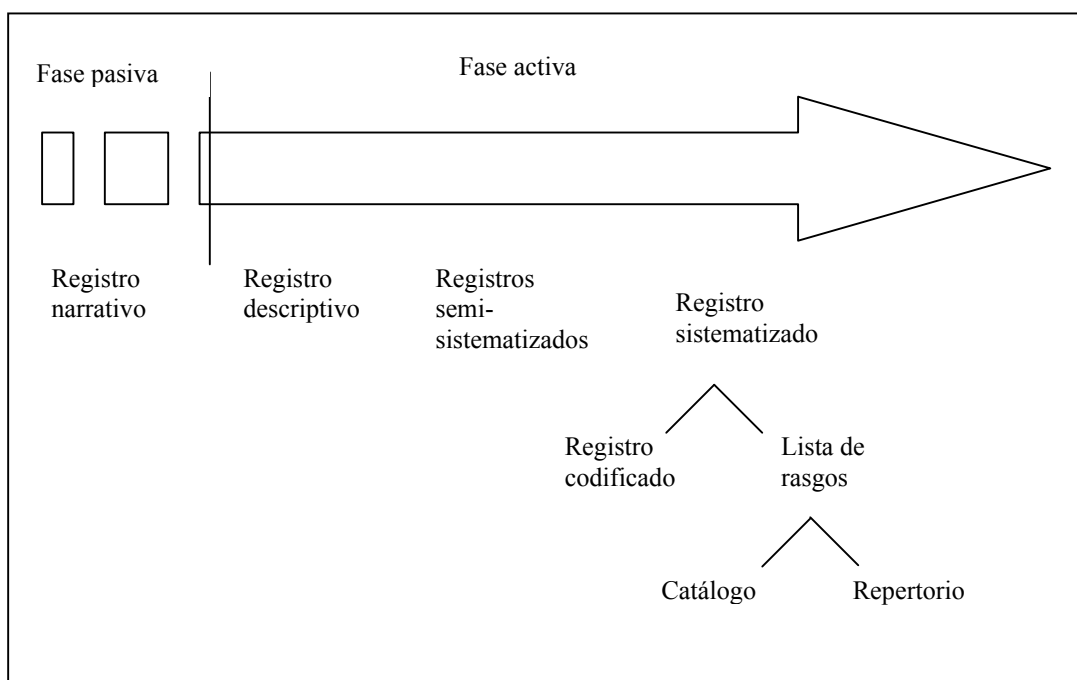 Fase pasiva
Fase activa
Registro
narrativo
Registro
descriptivo
Registros
semi-
sistematizados
Registro
sistematizado
Registro
codificado
Lista de
rasgos
Catálogo
Repertorio